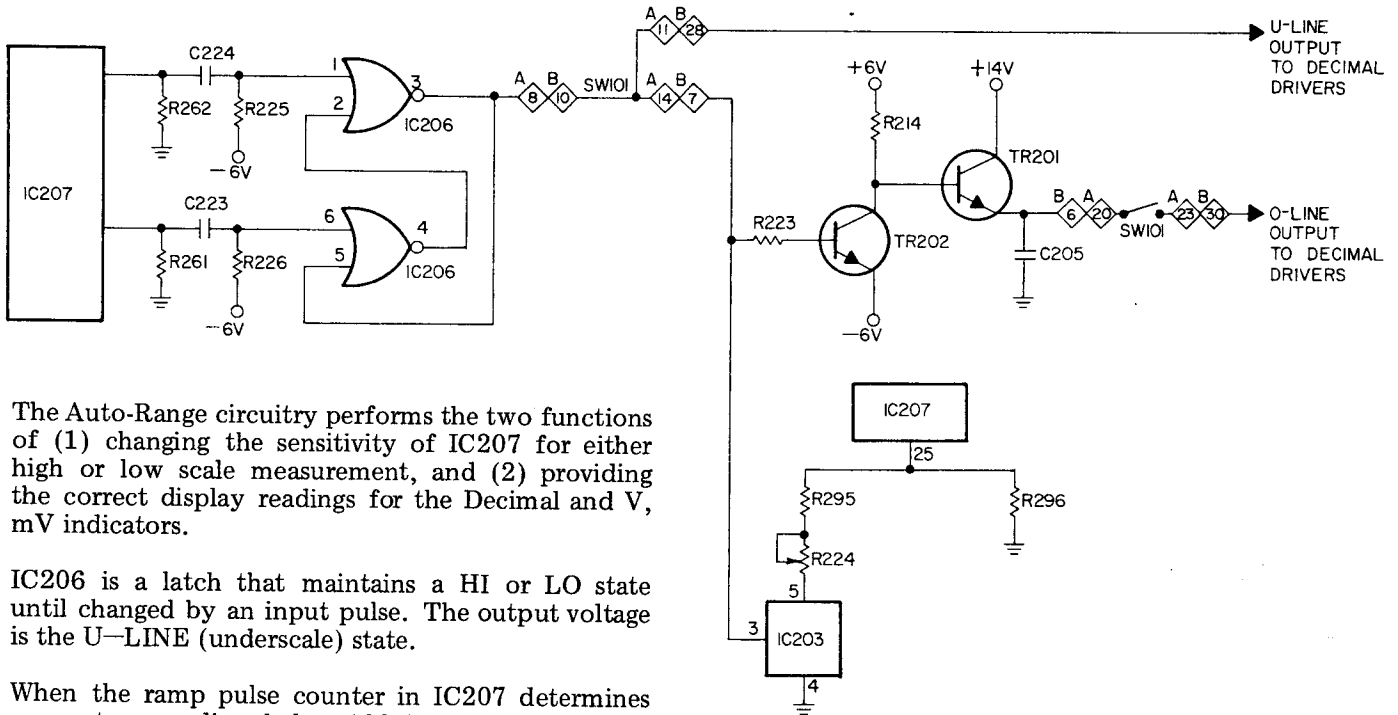 A B
11 28
U-LINE
OUTPUT
TO DECIMAL
DRIVERS
C224
1
2
3
IC206
R262
R225
−6V
A B
8 10
SW101
A B
14 7
+6V
+14V
R214
TR201
IC207
C223
6
5
4
IC206
R261
R226
−6V
R223
TR202
−6V
B A
6 20
SW101
A B
23 30
C205
O-LINE
OUTPUT
TO DECIMAL
DRIVERS
IC207
25
R295
R296
R224
5
3
IC203
4
The Auto-Range circuitry performs the two functions
of (1) changing the sensitivity of IC207 for either
high or low scale measurement, and (2) providing
the correct display readings for the Decimal and V,
mV indicators.
IC206 is a latch that maintains a HI or LO state
until changed by an input pulse. The output voltage
is the U—LINE (underscale) state.
When the ramp pulse counter in IC207 determines